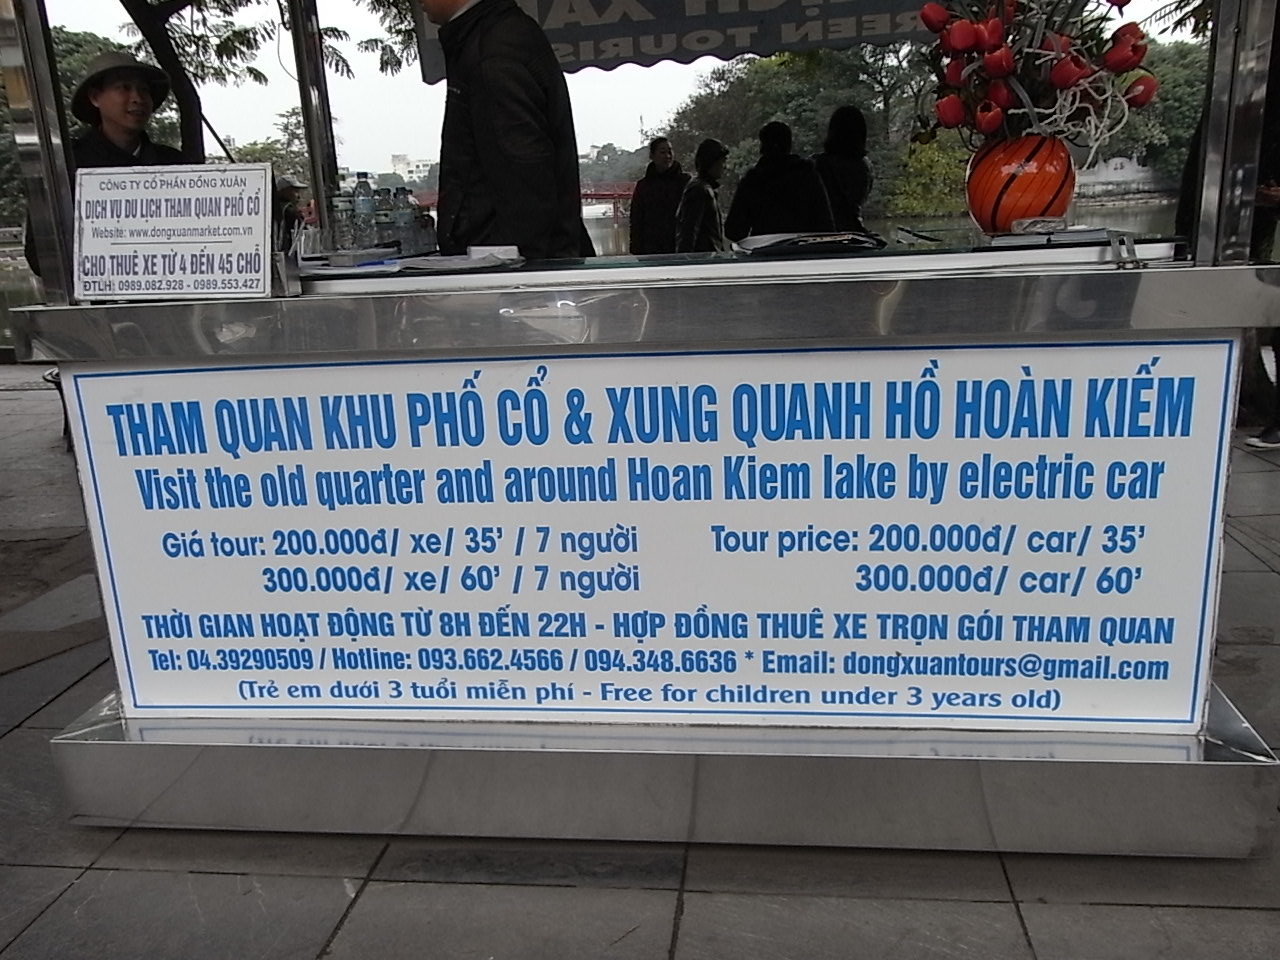 REEN TOURIS
CÔNG TY CỔ PHẦN ĐỒNG XUÂN
DỊCH VỤ DU LỊCH THAM QUAN PHỐ CỔ
Website: www.dongxuanmarket.com.vn
CHO THUÊ XE TỪ 4 ĐẾN 45 CHỖ
ĐTLH: 0989.082.928 - 0989.553.427
THAM QUAN KHU PHỐ CỔ & XUNG QUANH HỒ HOÀN KIẾM
Visit the old quarter and around Hoan Kiem lake by electric car
Giá tour: 200.000đ/ xe/ 35' / 7 người
300.000đ/ xe/ 60' / 7 người
Tour price: 200.000đ/ car/ 35'
300.000đ/ car/ 60'
THỜI GIAN HOẠT ĐỘNG TỪ 8H ĐẾN 22H - HỢP ĐỒNG THUÊ XE TRỌN GÓI THAM QUAN
Tel: 04.39290509 / Hotline: 093.662.4566 / 094.348.6636 * Email: dongxuantours@gmail.com
(Trẻ em dưới 3 tuổi miễn phí - Free for children under 3 years old)